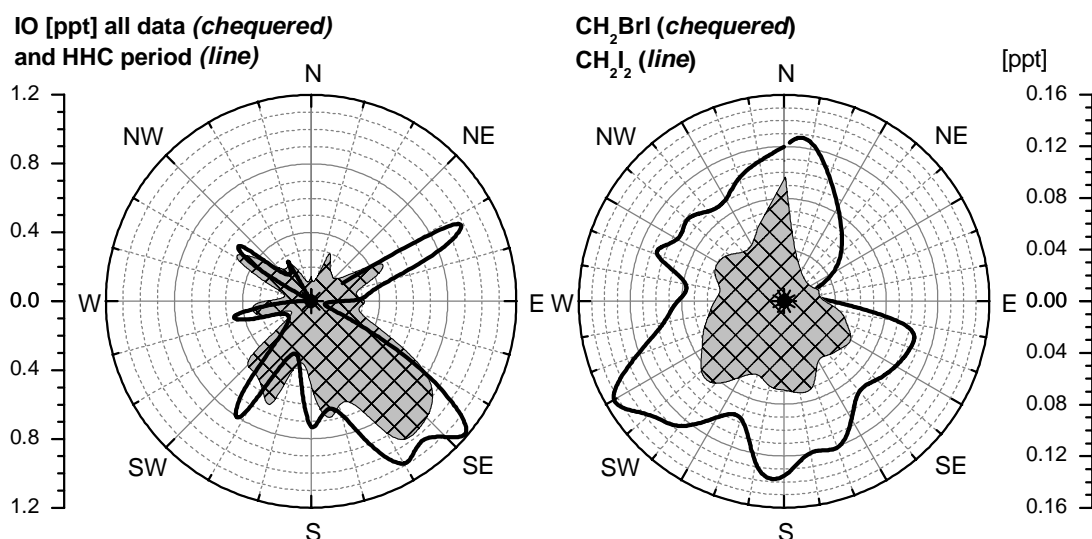 IO [ppt] all data (chequered)
and HHC period (line)
CH₂BrI (chequered)
CH₂I₂ (line)
[ppt]
1.2
0.8
0.4
0.0
0.4
0.8
1.2
N
NE
E
SE
S
SW
W
NW
N
NE
E
SE
S
SW
W
NW
0.16
0.12
0.08
0.04
0.00
0.04
0.08
0.12
0.16